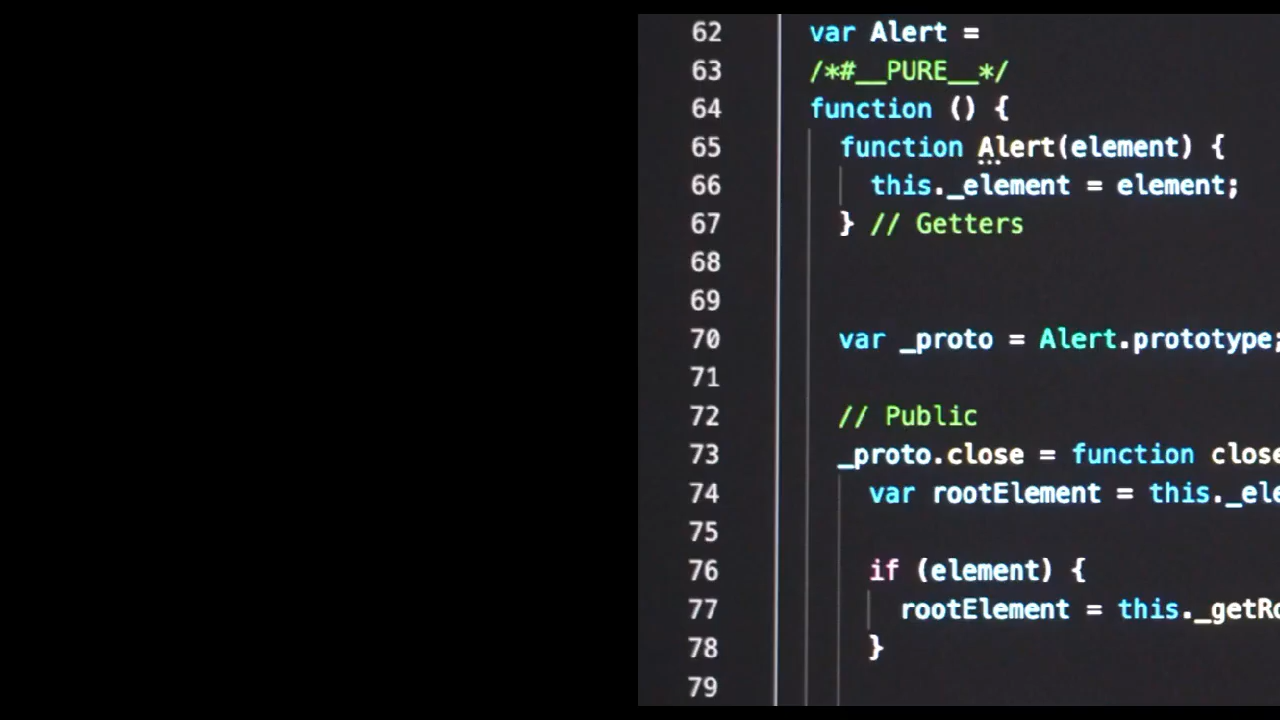 62 var Alert =
63 /*#__PURE__*/
64 function () {
65 function Alert(element) {
66 this._element = element;
67 } // Getters
68
69
70 var _proto = Alert.prototype;
71
72 // Public
73 _proto.close = function close
74 var rootElement = this._ele
75
76 if (element) {
77 rootElement = this._getRo
78 }
79